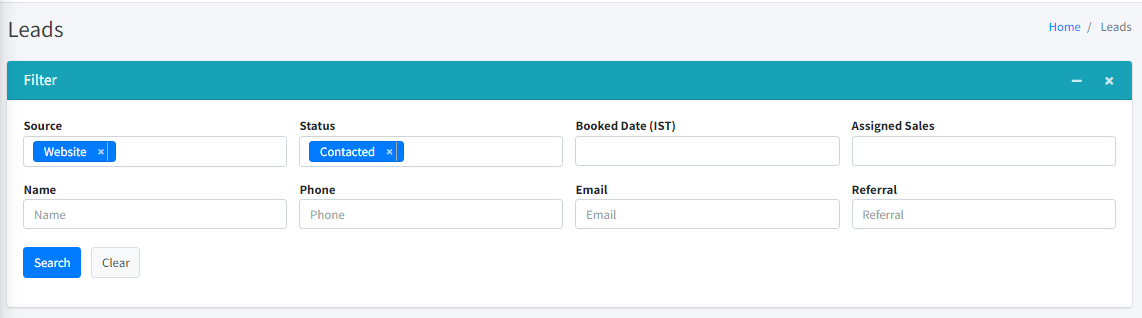 Leads
Home / Leads
Filter
Source Status Booked Date (IST) Assigned Sales
Website × Contacted ×
Name Phone Email Referral
Name Phone Email Referral
Search Clear